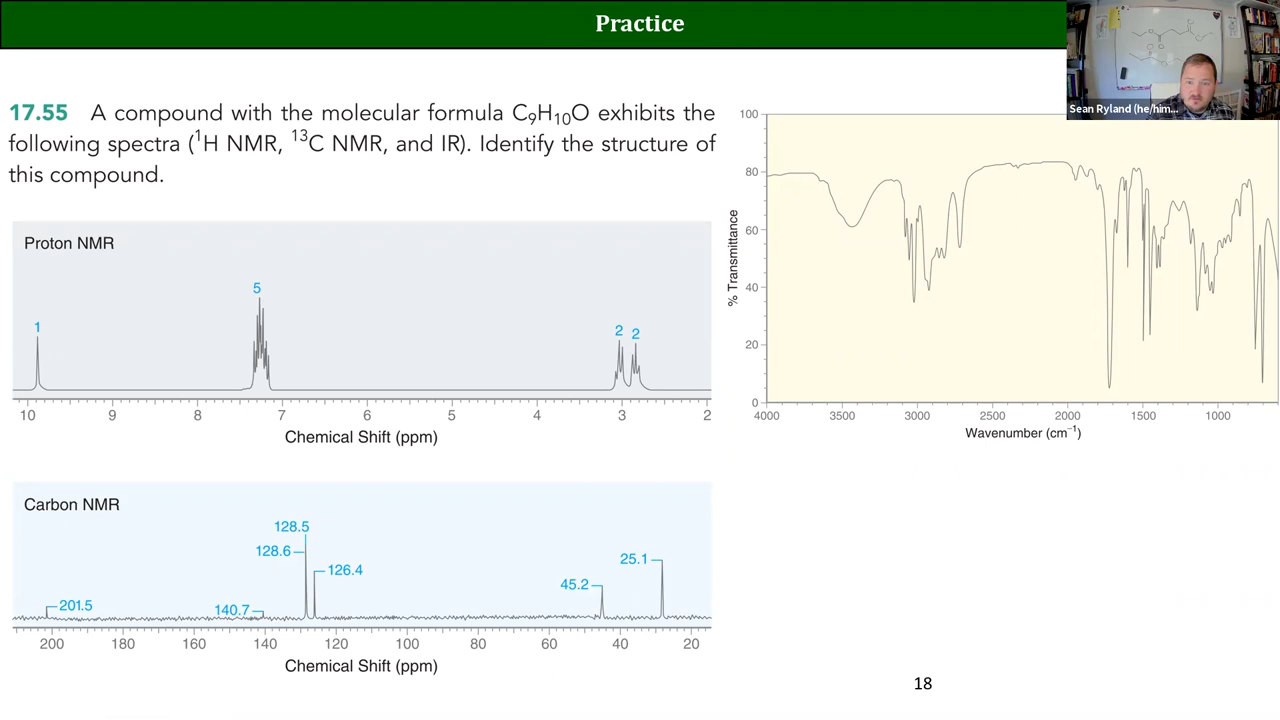 Practice
Sean Ryland (he/him...
17.55 A compound with the molecular formula C₉H₁₀O exhibits the
following spectra (¹H NMR, ¹³C NMR, and IR). Identify the structure of
this compound.
Proton NMR
1
5
2 2
10 9 8 7 6 5 4 3 2
Chemical Shift (ppm)
Carbon NMR
128.5
128.6
126.4
201.5
140.7
45.2
25.1
200 180 160 140 120 100 80 60 40 20
Chemical Shift (ppm)
100
80
60
40
20
0
% Transmittance
4000 3500 3000 2500 2000 1500 1000
Wavenumber (cm⁻¹)
18